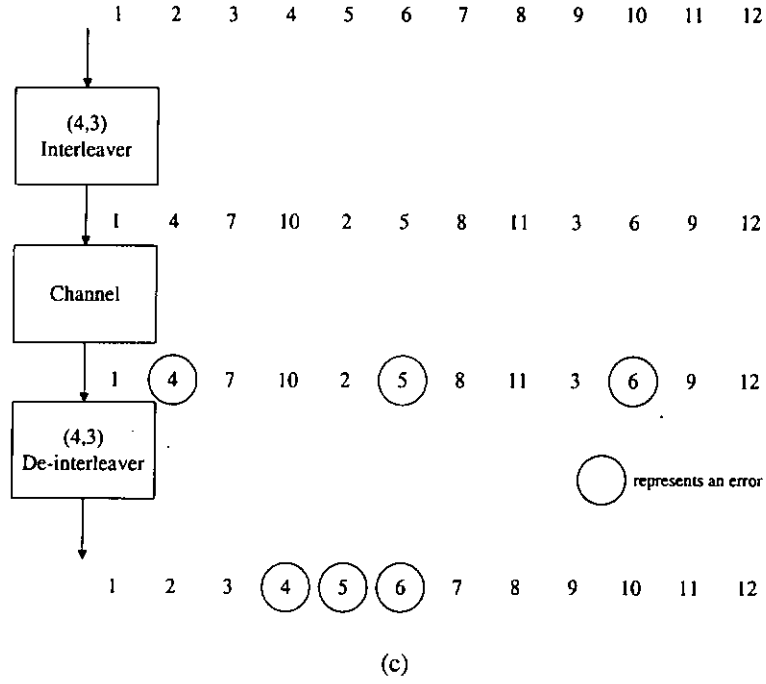 1 2 3 4 5 6 7 8 9 10 11 12
(4,3)
Interleaver
1 4 7 10 2 5 8 11 3 6 9 12
Channel
1 4 7 10 2 5 8 11 3 6 9 12
(4,3)
De-interleaver
represents an error
1 2 3 4 5 6 7 8 9 10 11 12
(c)